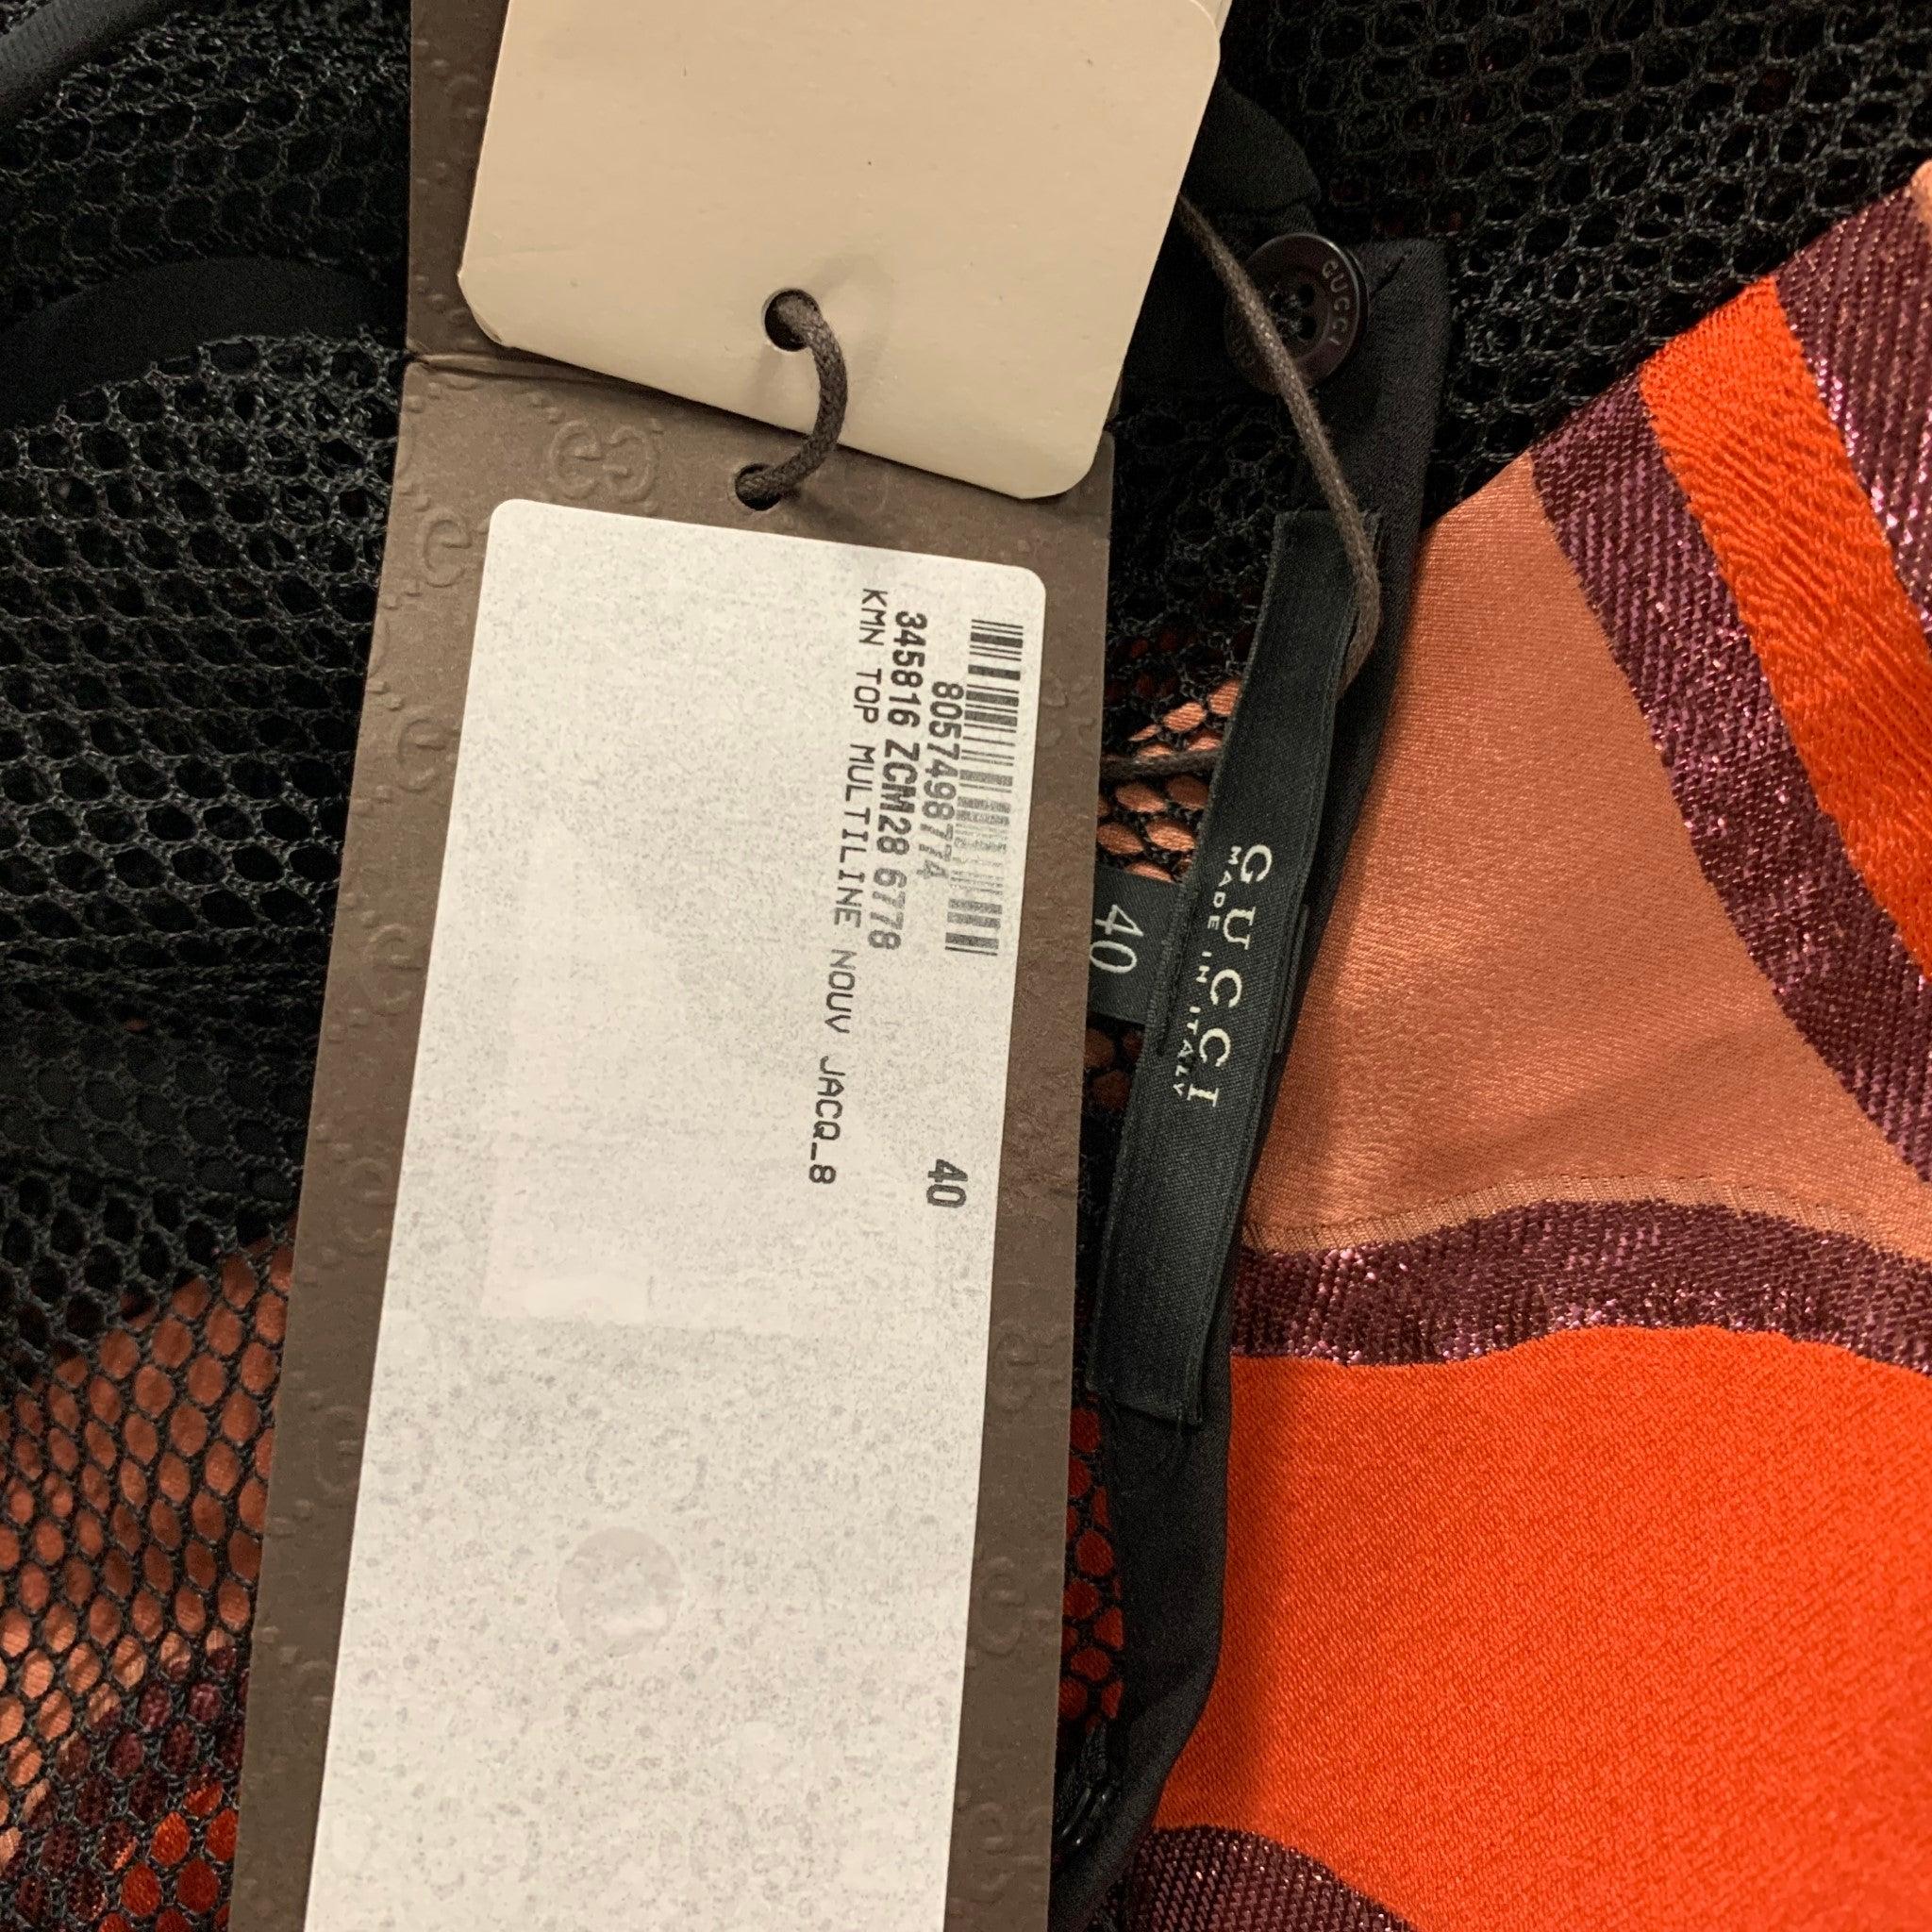 8057498774 40
345816 ZCM28 6778
KMN TOP MULTILINE NOUV JACQ_8
GUCCI
MADE IN ITALY
40
GUCCI